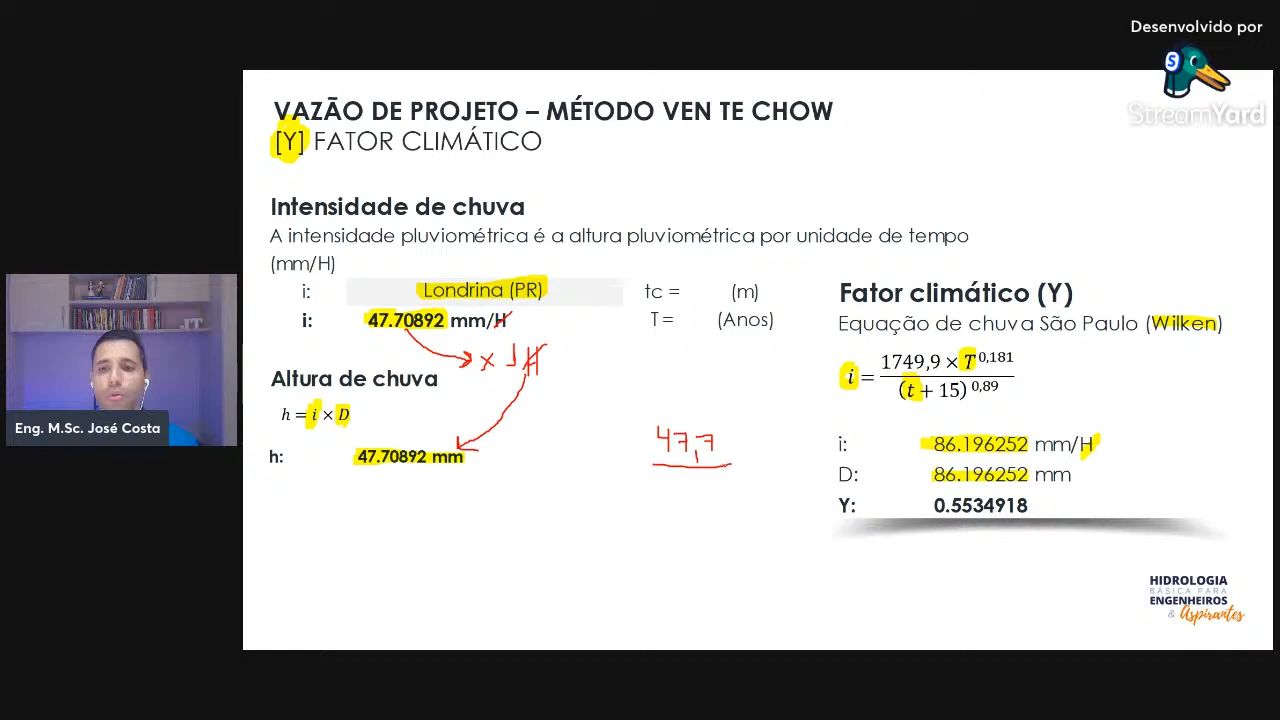 Desenvolvido por
StreamYard
VAZÃO DE PROJETO – MÉTODO VEN TE CHOW
[Y] FATOR CLIMÁTICO
Intensidade de chuva
A intensidade pluviométrica é a altura pluviométrica por unidade de tempo
(mm/H)
i: Londrina (PR) tc = (m)
i: 47.70892 mm/H T = (Anos)
x 1 H
Altura de chuva
h = i × D
h: 47.70892 mm
47,7
Fator climático (Y)
Equação de chuva São Paulo (Wilken)
i = 1749,9 × T^0,181 / (t + 15)^0,89
i: 86.196252 mm/H
D: 86.196252 mm
Y: 0.5534918
Eng. M.Sc. José Costa
JT
HIDROLOGIA
BÁSICA PARA
ENGENHEIROS
& Aspirantes